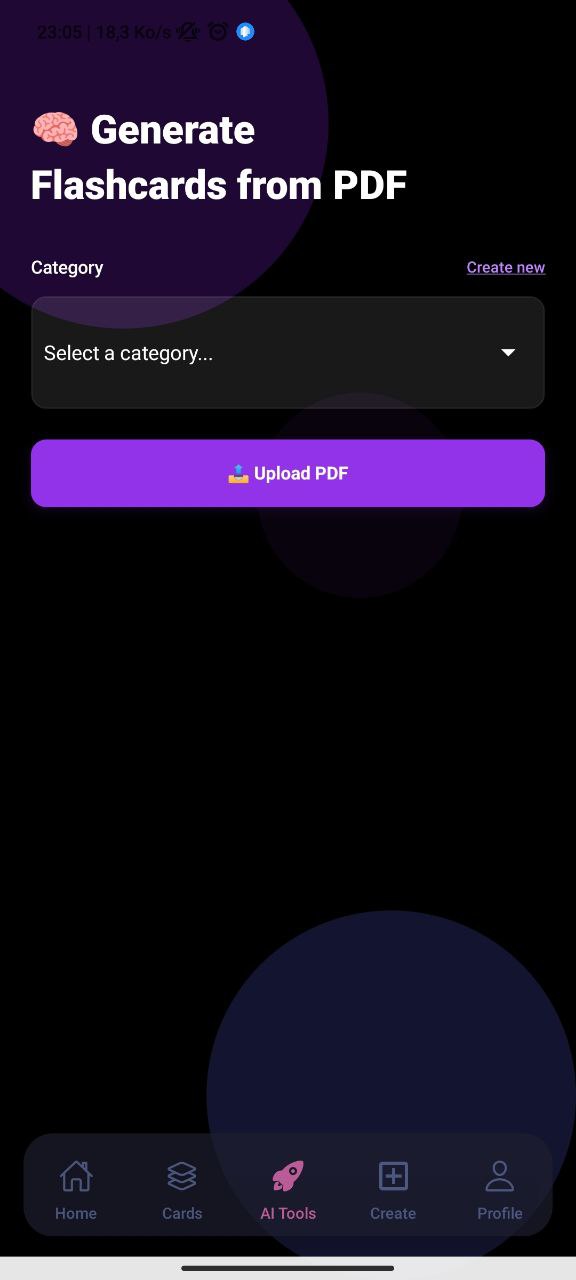 23:05 | 18,3 Ko/s
🧠 Generate
Flashcards from PDF
Category
Create new
Select a category...
📤 Upload PDF
Home
Cards
AI Tools
Create
Profile